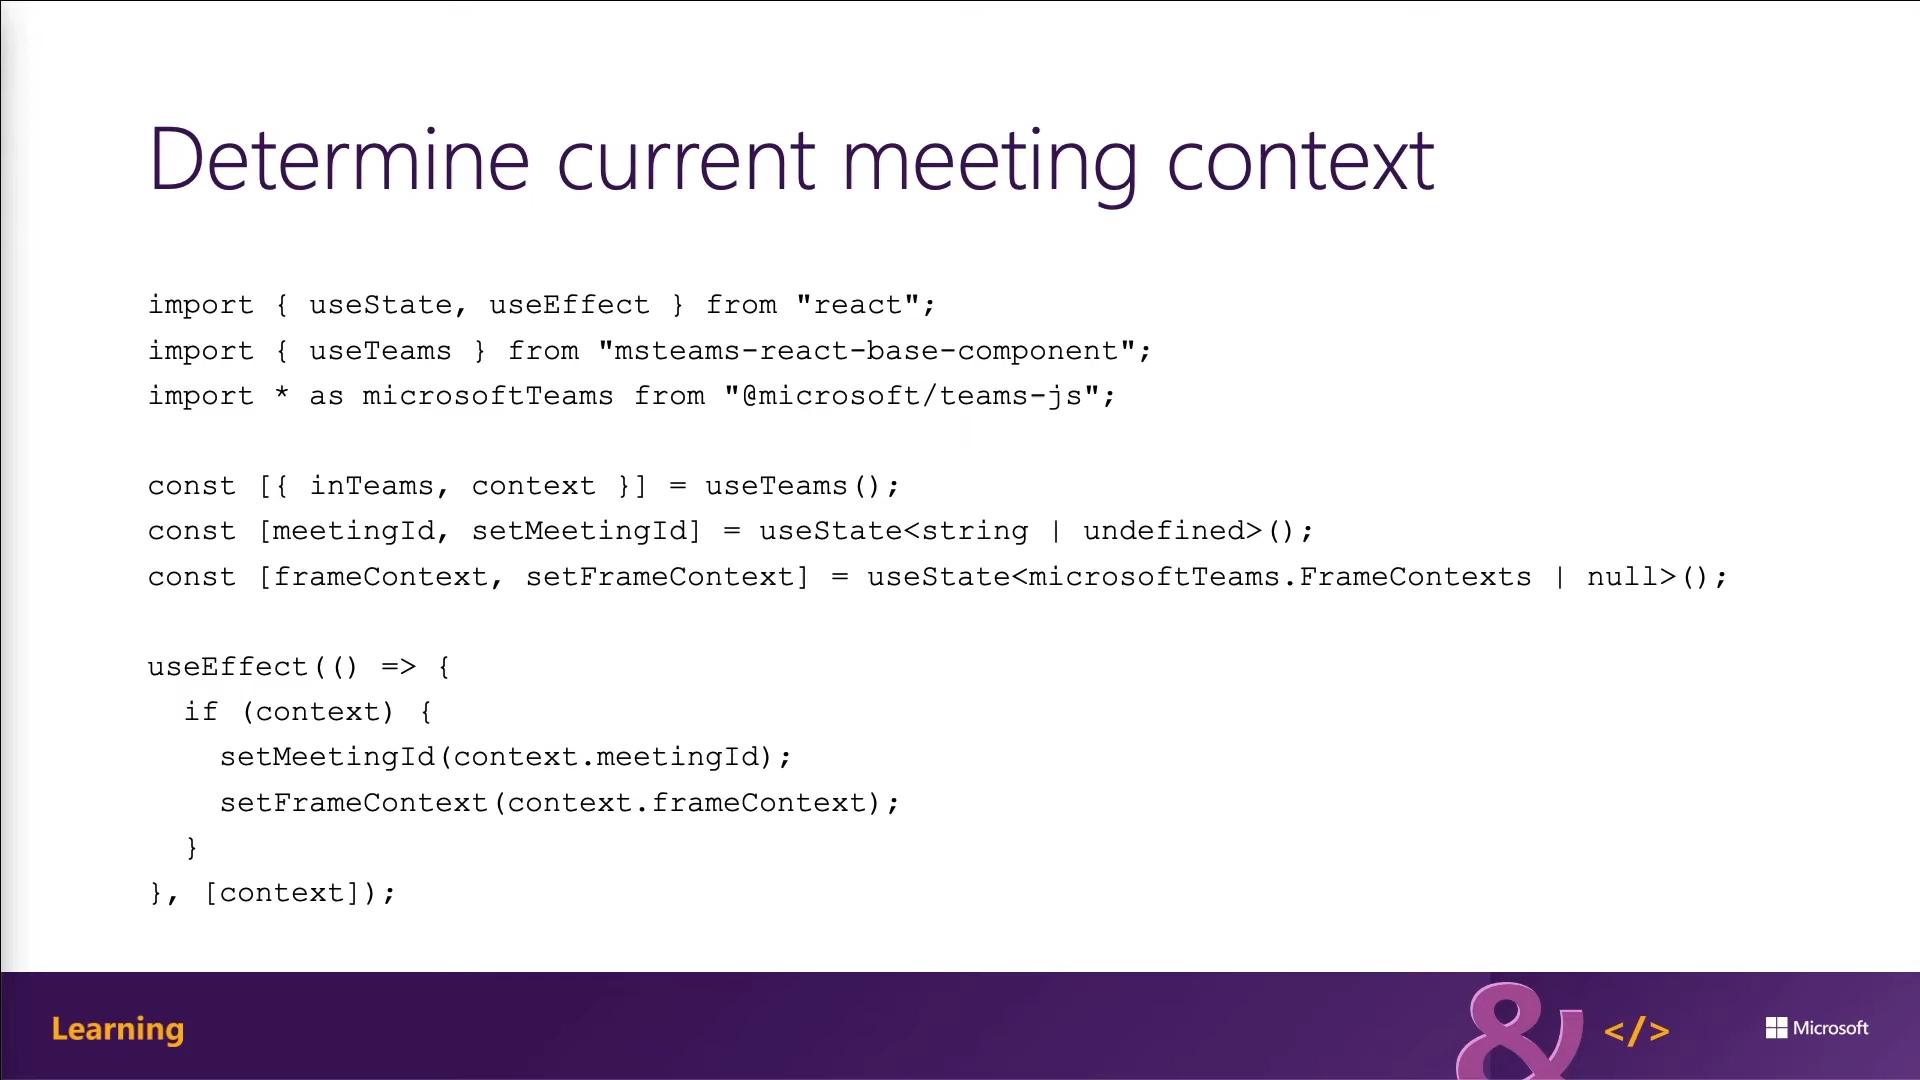 Determine current meeting context
import { useState, useEffect } from "react";
import { useTeams } from "msteams-react-base-component";
import * as microsoftTeams from "@microsoft/teams-js";
const [{ inTeams, context }] = useTeams();
const [meetingId, setMeetingId] = useState<string | undefined>();
const [frameContext, setFrameContext] = useState<microsoftTeams.FrameContexts | null>();
useEffect(() => {
  if (context) {
    setMeetingId(context.meetingId);
    setFrameContext(context.frameContext);
  }
}, [context]);
Learning
& </>
Microsoft